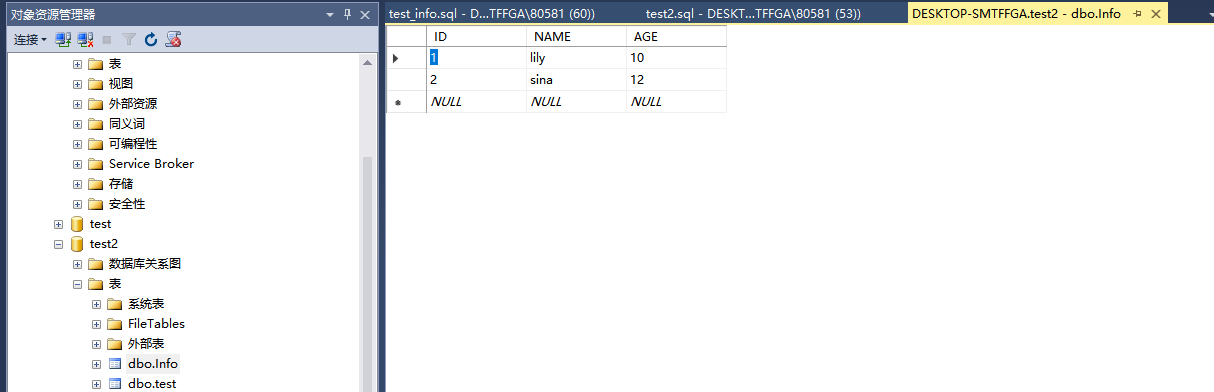 对象资源管理器
连接
表
视图
外部资源
同义词
可编程性
Service Broker
存储
安全性
test
test2
数据库关系图
表
系统表
FileTables
外部表
dbo.Info
dbo.test
test_info.sql - D...TFFGA\80581 (60))
test2.sql - DESKT...TFFGA\80581 (53))
DESKTOP-SMTFFGA.test2 - dbo.Info
ID NAME AGE
1 lily 10
2 sina 12
NULL NULL NULL